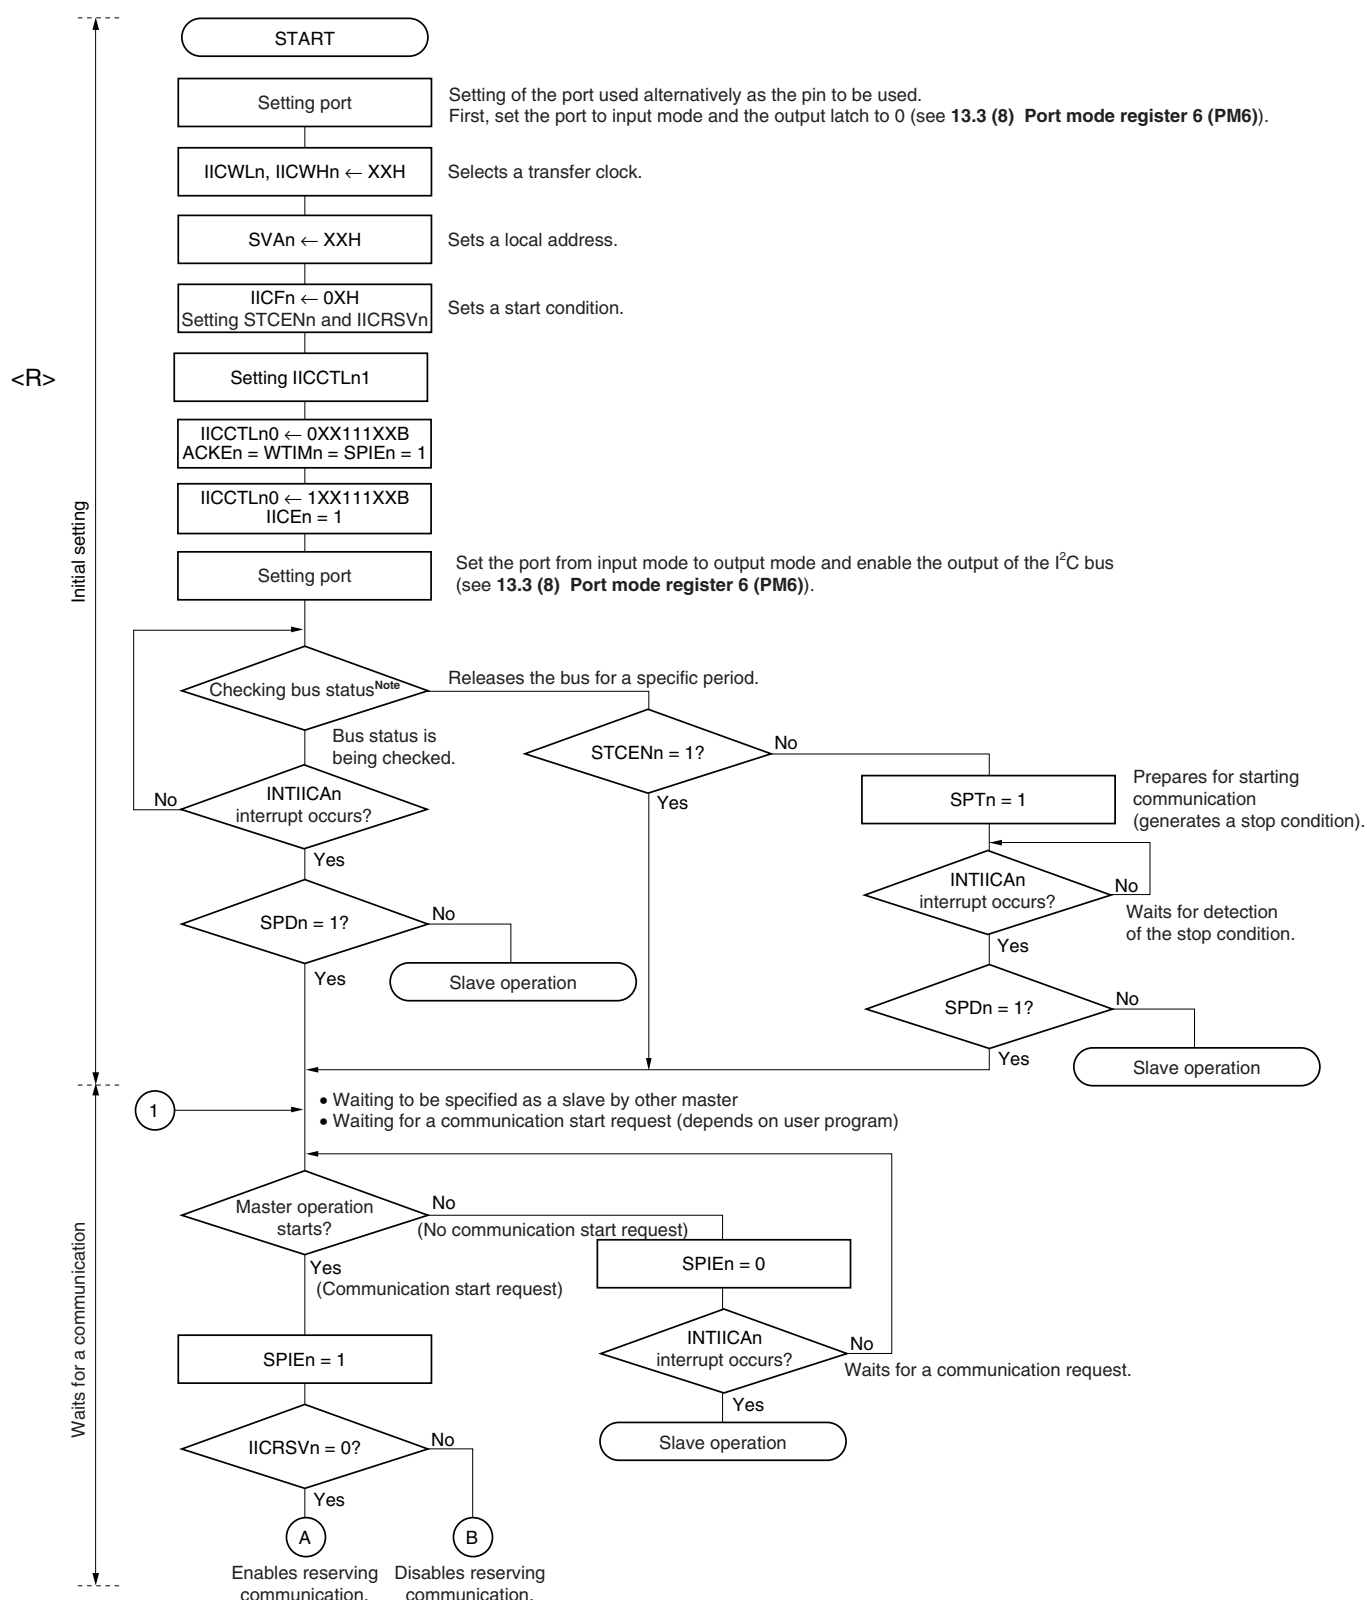 START
Setting port
Setting of the port used alternatively as the pin to be used.
First, set the port to input mode and the output latch to 0 (see 13.3 (8) Port mode register 6 (PM6)).
IICWLn, IICWHn ← XXH
Selects a transfer clock.
SVAn ← XXH
Sets a local address.
IICFn ← 0XH
Setting STCENn and IICRSVn
Sets a start condition.
<R>
Setting IICCTLn1
IICCTLn0 ← 0XX111XXB
ACKEn = WTIMn = SPIEn = 1
IICCTLn0 ← 1XX111XXB
IICEn = 1
Initial setting
Setting port
Set the port from input mode to output mode and enable the output of the I²C bus
(see 13.3 (8) Port mode register 6 (PM6)).
Checking bus status Note
Releases the bus for a specific period.
Bus status is
being checked.
STCENn = 1?
No
Yes
SPTn = 1
Prepares for starting
communication
(generates a stop condition).
INTIICAn
interrupt occurs?
No
Yes
INTIICAn
interrupt occurs?
No
Waits for detection
of the stop condition.
Yes
SPDn = 1?
No
Yes
Slave operation
SPDn = 1?
No
Yes
Slave operation
1
• Waiting to be specified as a slave by other master
• Waiting for a communication start request (depends on user program)
Waits for a communication
Master operation
starts?
No
(No communication start request)
Yes
(Communication start request)
SPIEn = 0
INTIICAn
interrupt occurs?
No
Waits for a communication request.
Yes
Slave operation
SPIEn = 1
IICRSVn = 0?
No
Yes
A
B
Enables reserving
communication.
Disables reserving
communication.